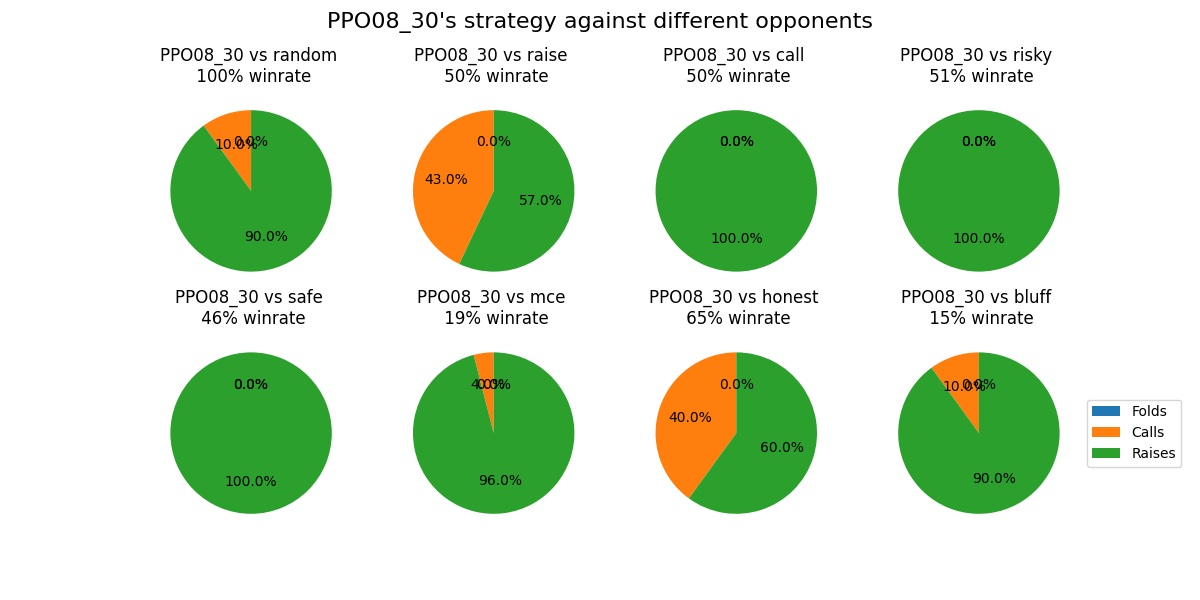 PPO08_30's strategy against different opponents
PPO08_30 vs random
100% winrate
PPO08_30 vs raise
50% winrate
PPO08_30 vs call
50% winrate
PPO08_30 vs risky
51% winrate
0.0%
10.0%
90.0%
0.0%
43.0%
57.0%
0.0%
0.0%
100.0%
0.0%
0.0%
100.0%
PPO08_30 vs safe
46% winrate
PPO08_30 vs mce
19% winrate
PPO08_30 vs honest
65% winrate
PPO08_30 vs bluff
15% winrate
0.0%
0.0%
100.0%
0.0%
4.0%
96.0%
0.0%
40.0%
60.0%
0.0%
10.0%
90.0%
Folds
Calls
Raises